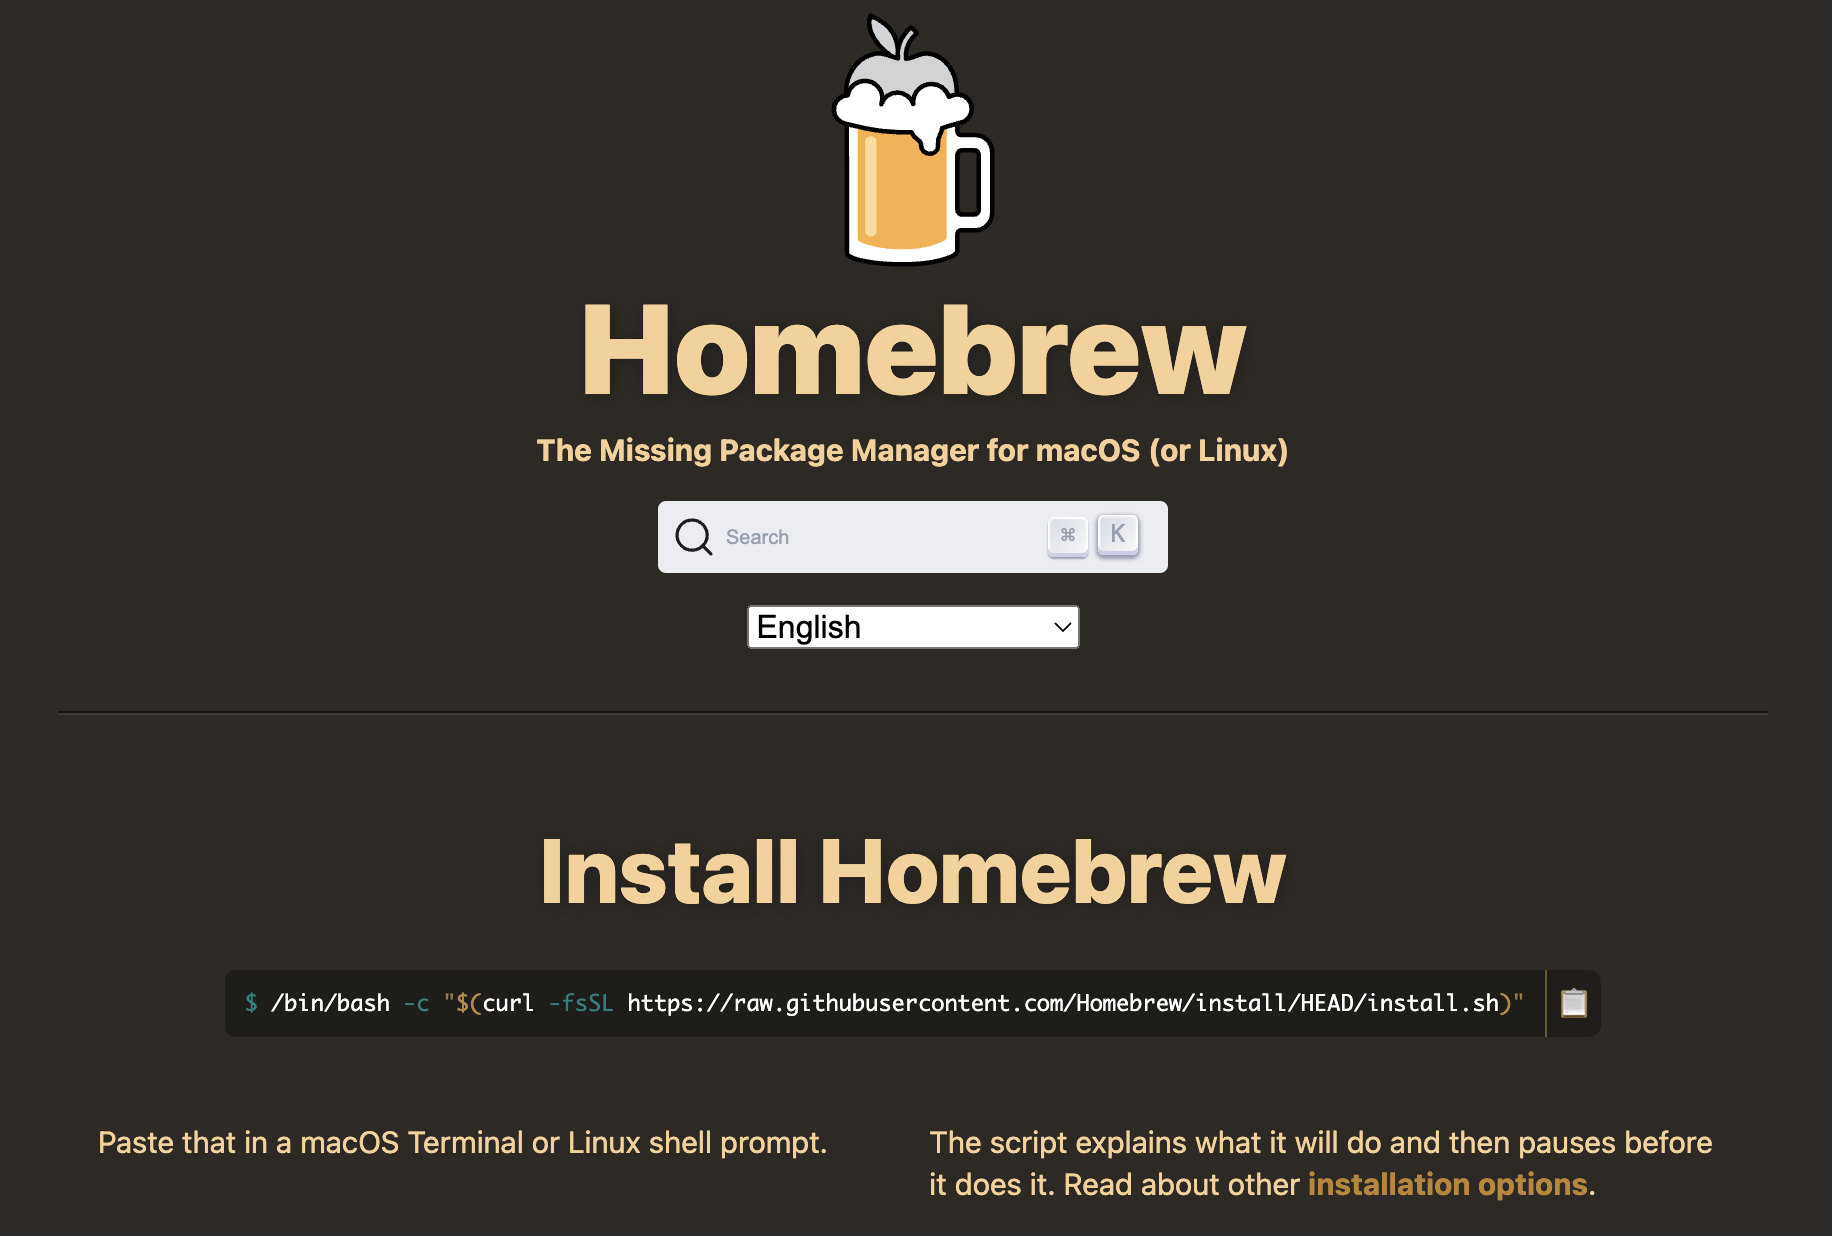 Homebrew
The Missing Package Manager for macOS (or Linux)
Search ⌘ K
English
Install Homebrew
$ /bin/bash -c "$(curl -fsSL https://raw.githubusercontent.com/Homebrew/install/HEAD/install.sh)"
Paste that in a macOS Terminal or Linux shell prompt.
The script explains what it will do and then pauses before
it does it. Read about other installation options.